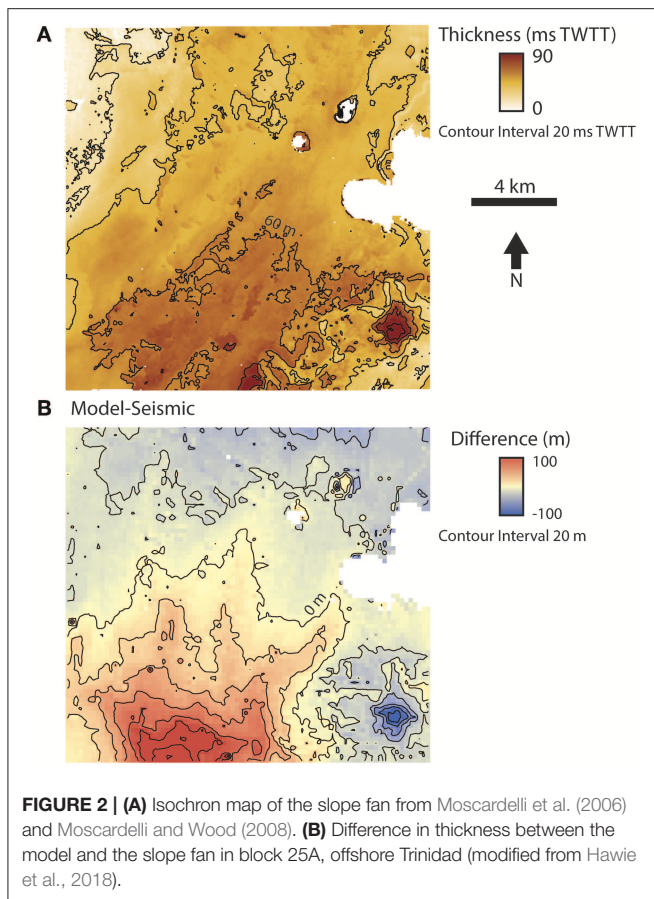 A
Thickness (ms TWTT)
90
0
Contour Interval 20 ms TWTT
4 km
N
60 m
B Model-Seismic
Difference (m)
100
-100
Contour Interval 20 m
0 m
FIGURE 2 | (A) Isochron map of the slope fan from Moscardelli et al. (2006)
and Moscardelli and Wood (2008). (B) Difference in thickness between the
model and the slope fan in block 25A, offshore Trinidad (modified from Hawie
et al., 2018).